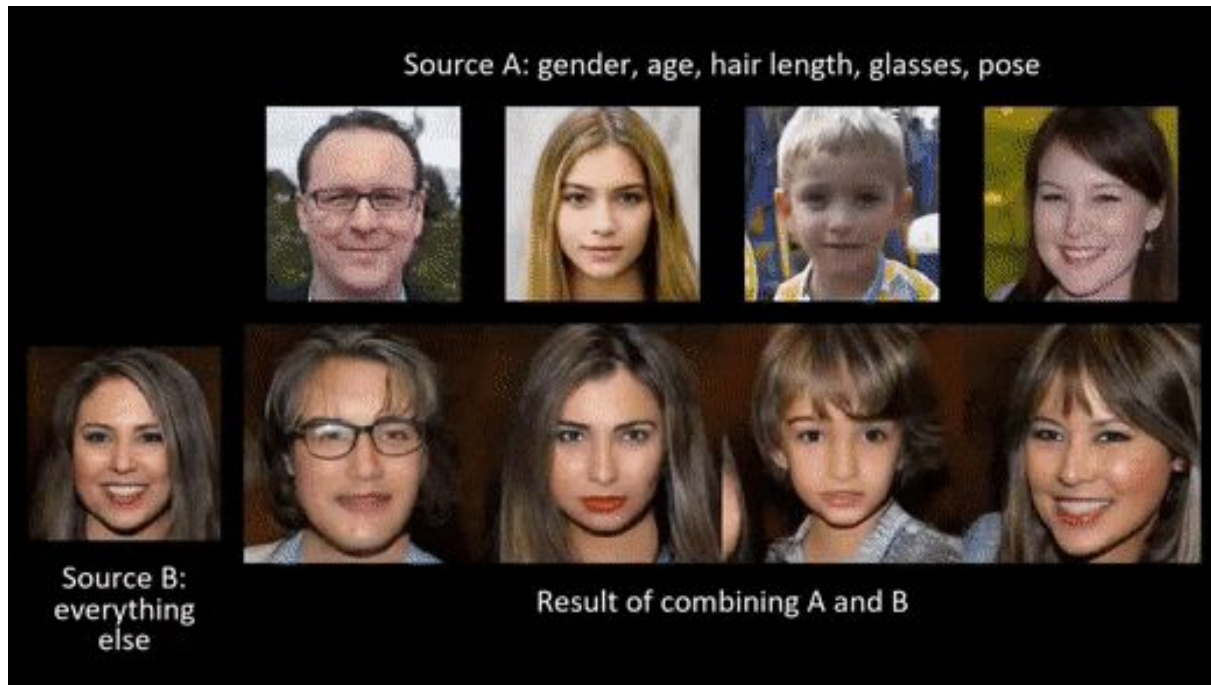 Source A: gender, age, hair length, glasses, pose
Source B:
everything
else
Result of combining A and B